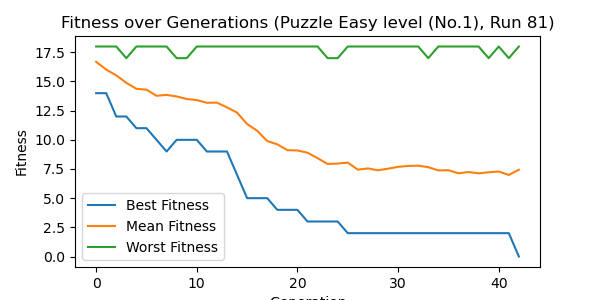 Fitness over Generations (Puzzle Easy level (No.1), Run 81)
Fitness
17.5
15.0
12.5
10.0
7.5
5.0
2.5
0.0
Best Fitness
Mean Fitness
Worst Fitness
0
10
20
30
40
Generation